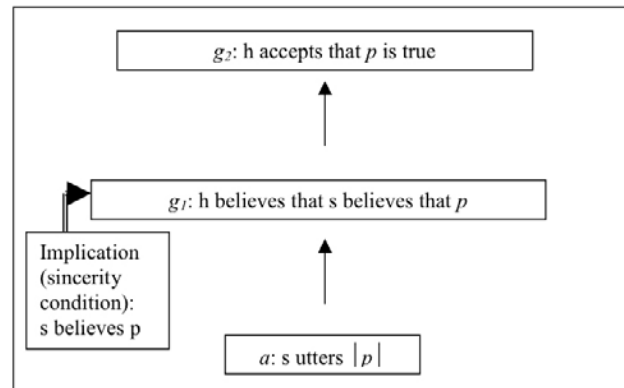 g₂: h accepts that p is true
g₁: h believes that s believes that p
Implication
(sincerity
condition):
s believes p
a: s utters |p|